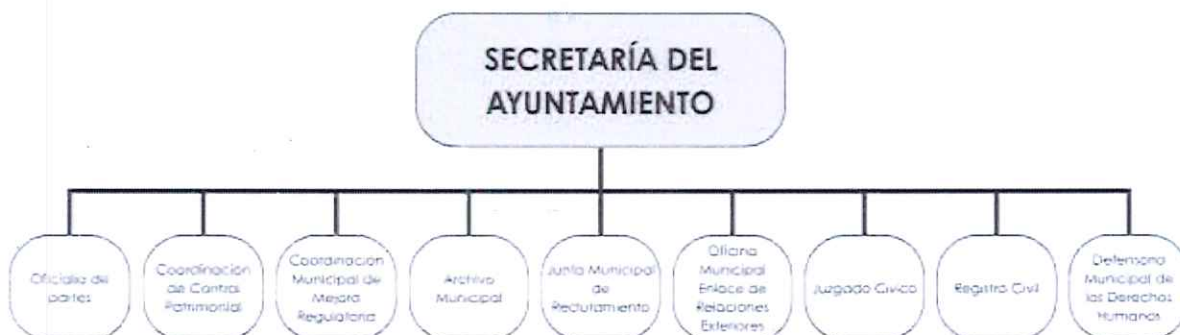 SECRETARÍA DEL
AYUNTAMIENTO
Oficialia de
partes
Coordinación
de Control
Patrimonial
Coordinación
Municipal de
Mejora
Regulatoria
Archivo
Municipal
Junta Municipal
de
Reclutamiento
Oficina
Municipal
Enlace de
Relaciones
Exteriores
Juzgado Cívico
Registro Civil
Defensoría
Municipal de
los Derechos
Humanos